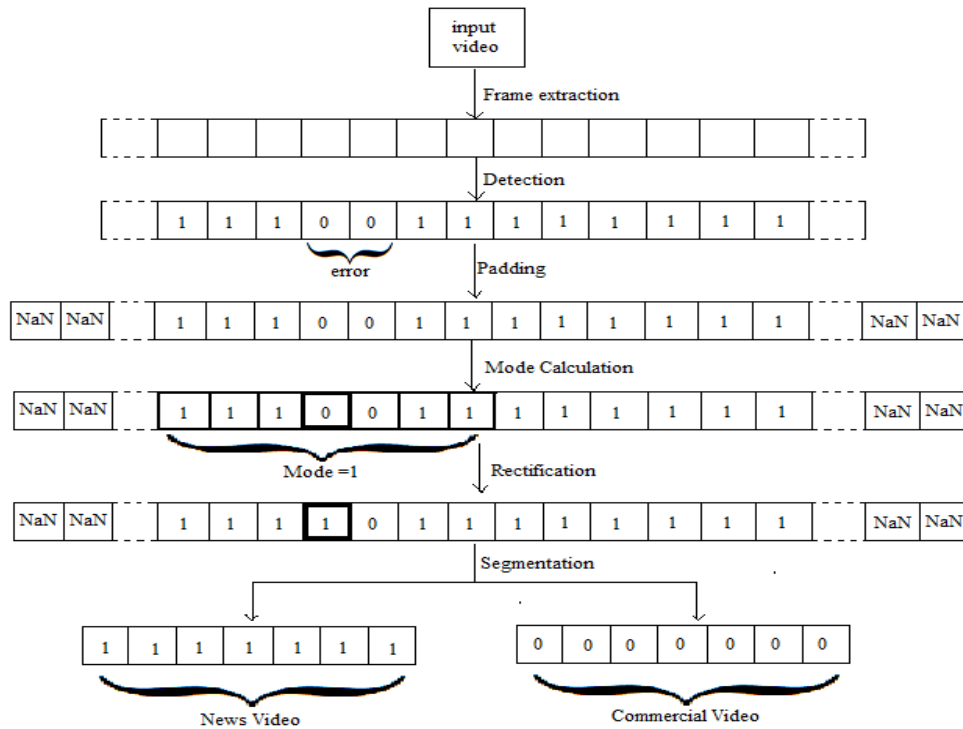 input
video
Frame extraction
Detection
1 1 1 0 0 1 1 1 1 1 1 1 1
error
Padding
NaN NaN 1 1 1 0 0 1 1 1 1 1 1 1 1 NaN NaN
Mode Calculation
NaN NaN 1 1 1 0 0 1 1 1 1 1 1 1 1 NaN NaN
Mode =1
Rectification
NaN NaN 1 1 1 1 0 1 1 1 1 1 1 1 1 NaN NaN
Segmentation
1 1 1 1 1 1 1
0 0 0 0 0 0 0
News Video
Commercial Video